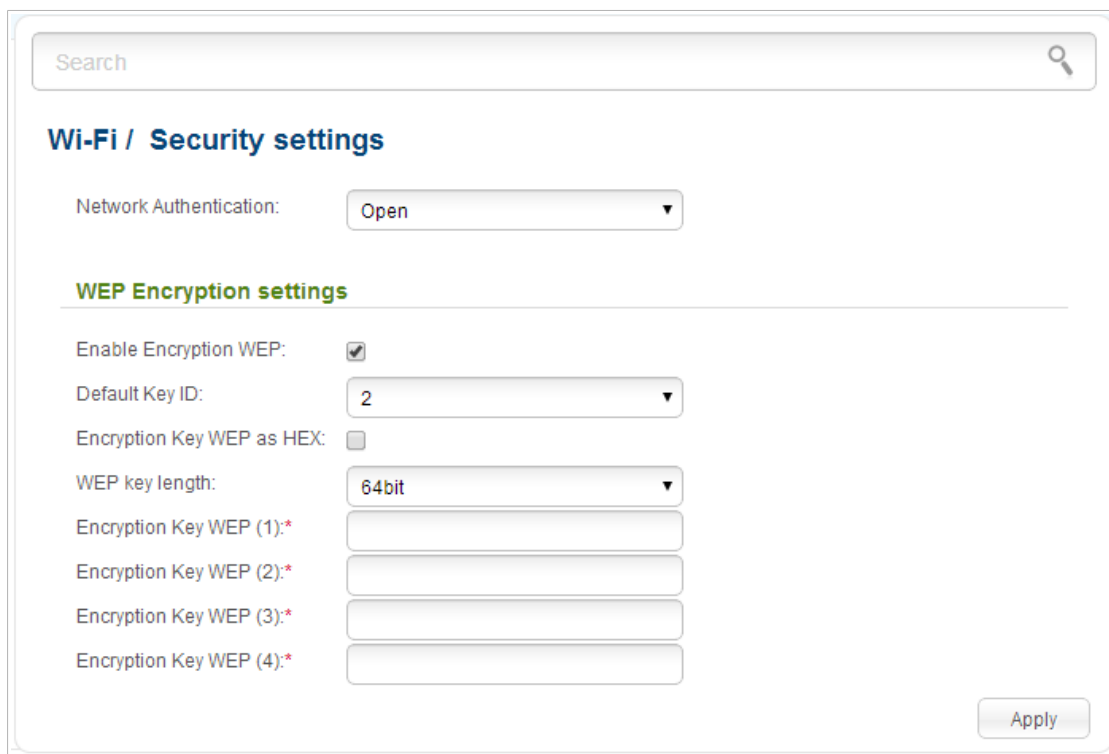 Search
Wi-Fi / Security settings
Network Authentication: Open
WEP Encryption settings
Enable Encryption WEP:
Default Key ID: 2
Encryption Key WEP as HEX:
WEP key length: 64bit
Encryption Key WEP (1):*
Encryption Key WEP (2):*
Encryption Key WEP (3):*
Encryption Key WEP (4):*
Apply